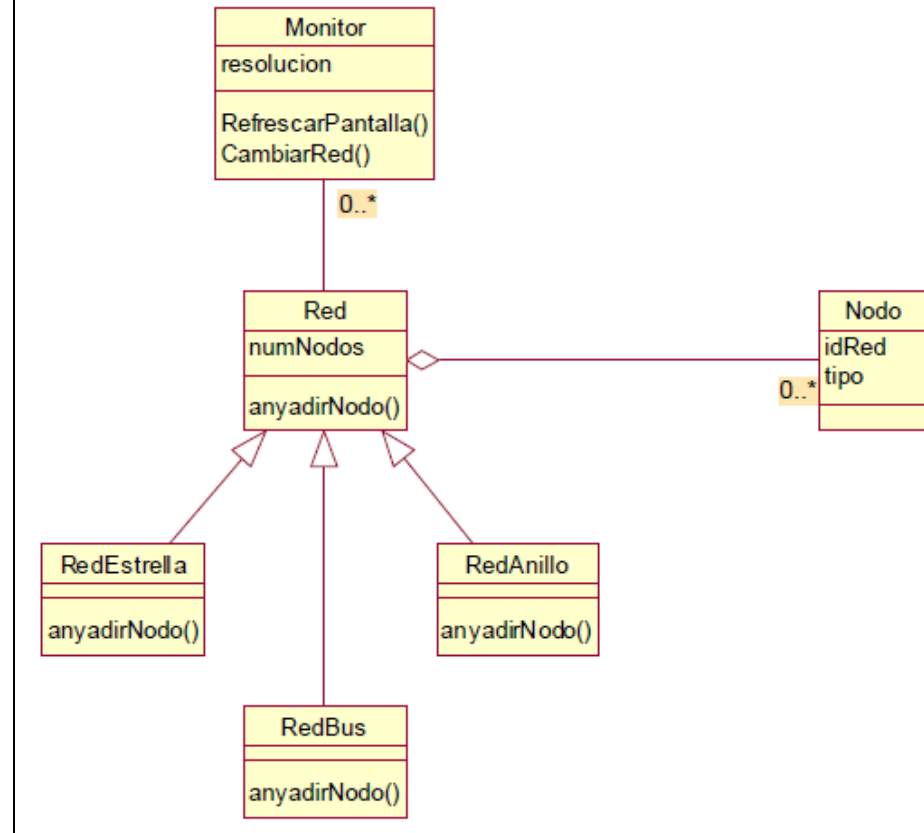 Monitor
resolucion
RefrescarPantalla()
CambiarRed()
0..*
Red
numNodos
anyadirNodo()
Nodo
idRed
tipo
0..*
RedEstrella
anyadirNodo()
RedAnillo
anyadirNodo()
RedBus
anyadirNodo()